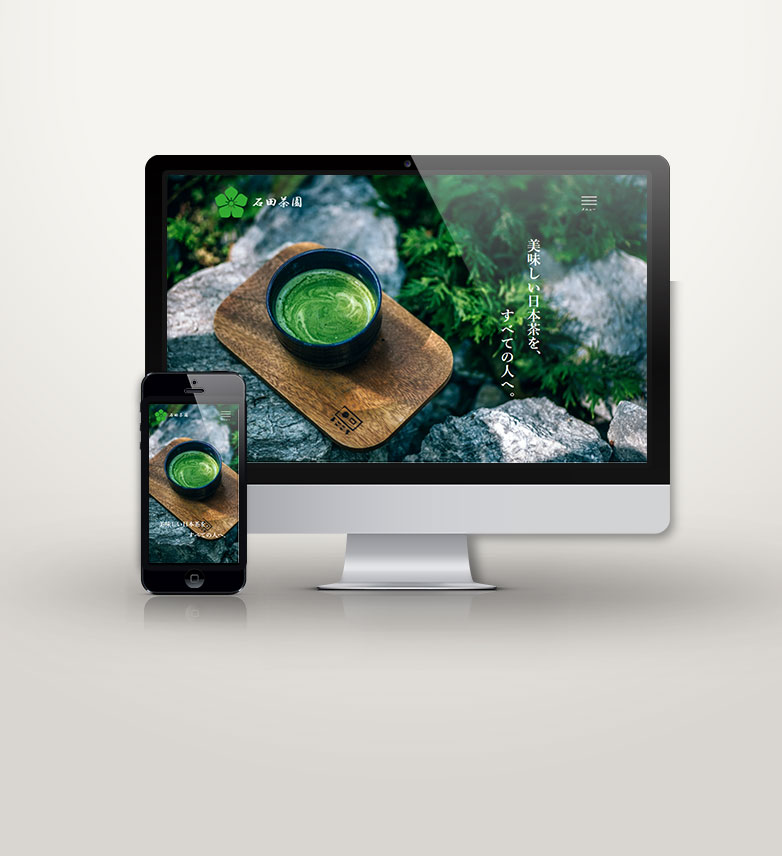 石田茶園
メニュー
美味しい日本茶を、
すべての人へ。
石田茶園
美味しい日本茶を、
すべての人へ。